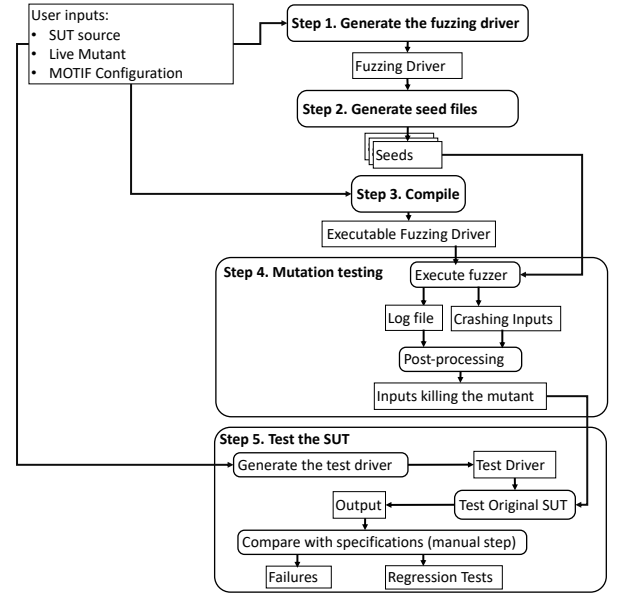 User inputs:
• SUT source
• Live Mutant
• MOTIF Configuration
Step 1. Generate the fuzzing driver
Fuzzing Driver
Step 2. Generate seed files
Seeds
Step 3. Compile
Executable Fuzzing Driver
Step 4. Mutation testing
Execute fuzzer
Log file
Crashing Inputs
Post-processing
Inputs killing the mutant
Step 5. Test the SUT
Generate the test driver
Test Driver
Output
Test Original SUT
Compare with specifications (manual step)
Failures
Regression Tests